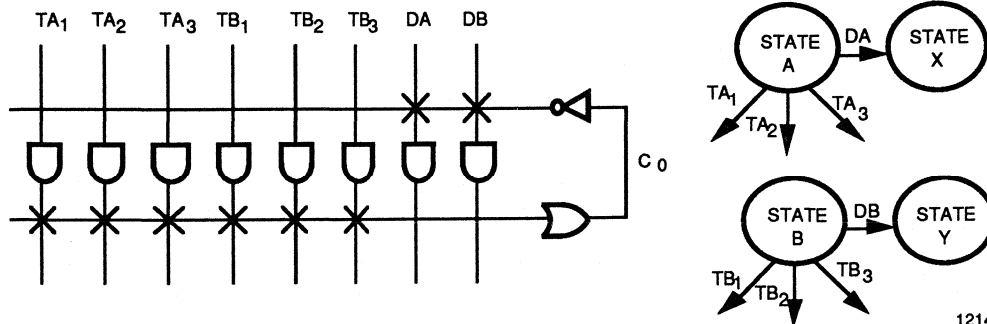 TA1 TA2 TA3 TB1 TB2 TB3 DA DB
C0
STATE A
DA
STATE X
TA1
TA2
TA3
STATE B
DB
STATE Y
TB1
TB2
TB3
1214